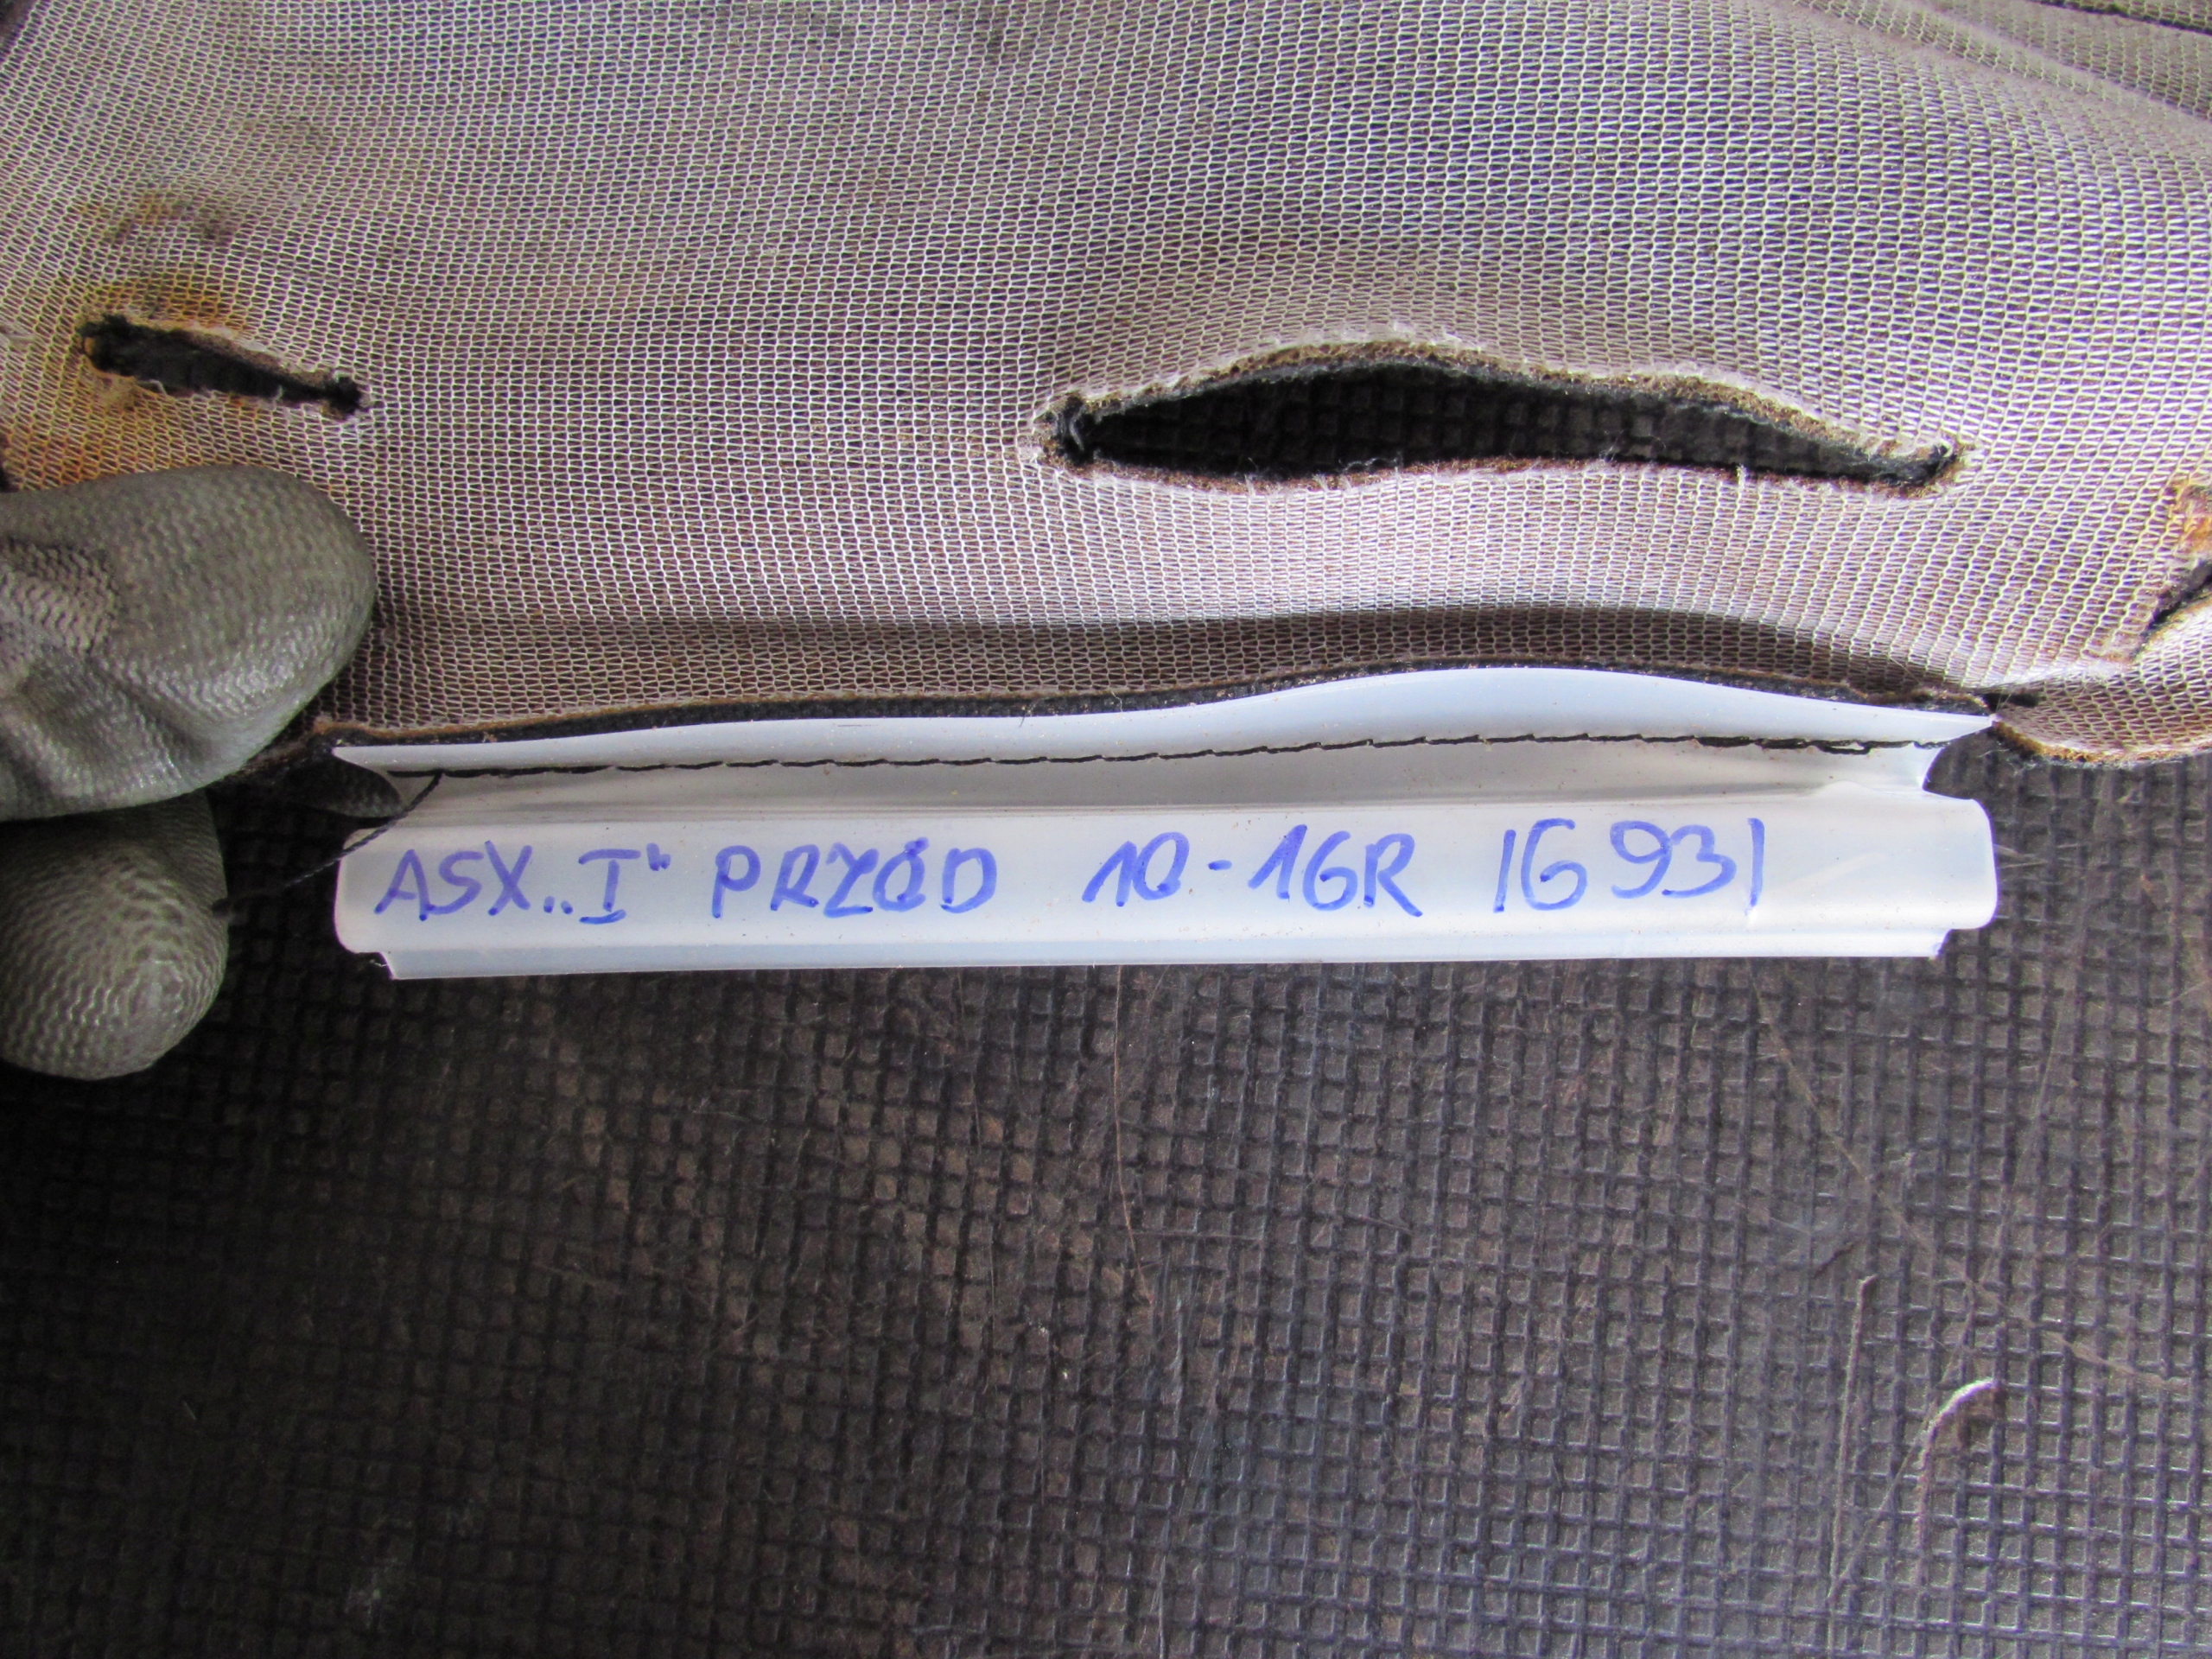 ASX „I" PRZÓD 10-16R /G93/